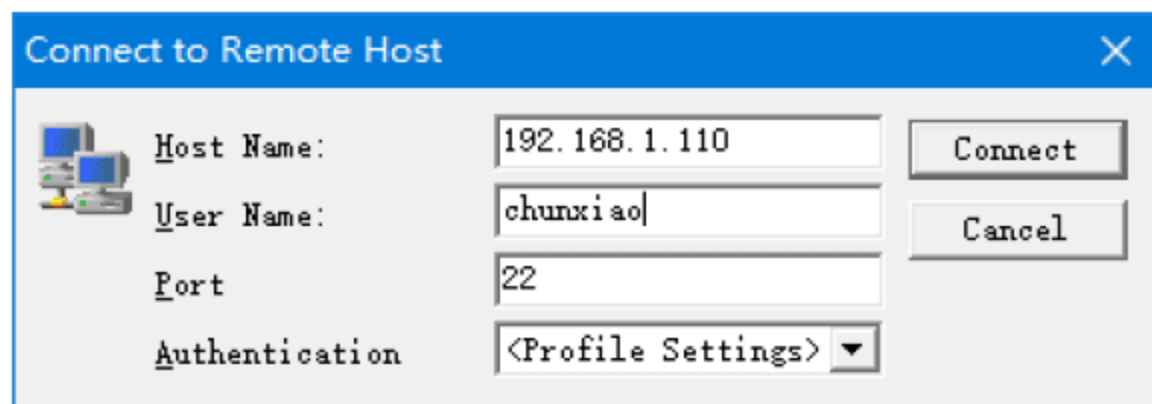 Connect to Remote Host
Host Name: 192.168.1.110 Connect
User Name: chunxiao Cancel
Port 22
Authentication <Profile Settings>